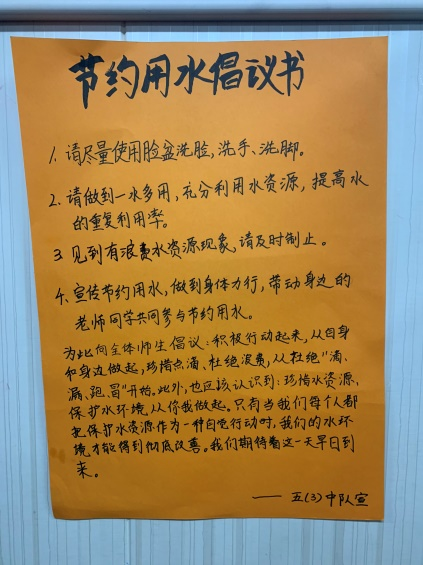 节约用水倡议书
1. 请尽量使用脸盆洗脸,洗手、洗脚。
2. 请做到一水多用,充分利用水资源,提高水
的重复利用率。
3 见到有浪费水资源现象,请及时制止。
4. 宣传节约用水,做到身体力行,带动身边的
老师同学共同参与节约用水。
为此向全体师生倡议:积极行动起来,从自身
和身边做起,珍惜点滴、杜绝浪费,从杜绝"滴、
漏、跑、冒"开始。此外,也应该认识到:珍惜水资源,
保护水环境从你我做起。只有当我们每个人都
把保护水资源作为一种自觉行动时,我们的水环
境才能得到彻底改善。我们期待着这一天早日到
来。
—— 五(3)中队宣